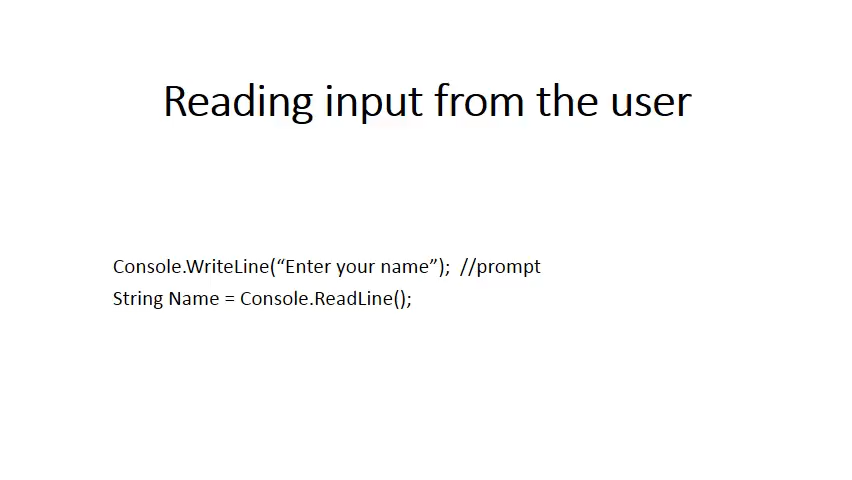 Reading input from the user
Console.WriteLine(“Enter your name”);  //prompt
String Name = Console.ReadLine();